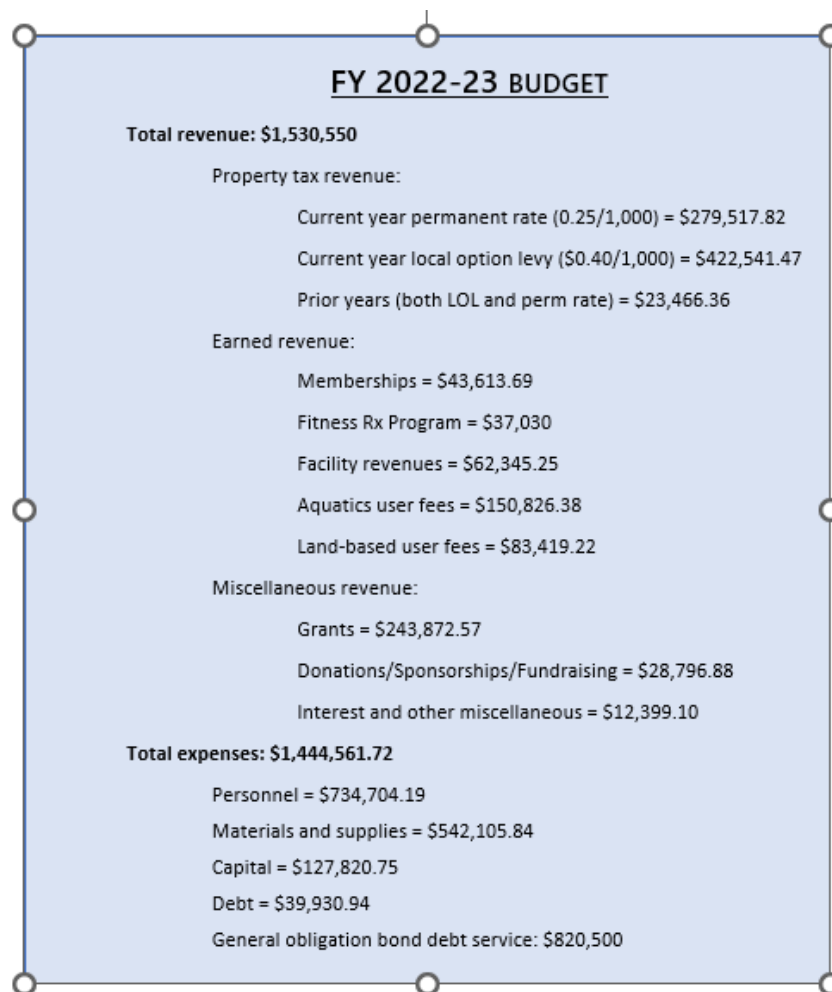 FY 2022-23 BUDGET
Total revenue: $1,530,550
Property tax revenue:
Current year permanent rate (0.25/1,000) = $279,517.82
Current year local option levy ($0.40/1,000) = $422,541.47
Prior years (both LOL and perm rate) = $23,466.36
Earned revenue:
Memberships = $43,613.69
Fitness Rx Program = $37,030
Facility revenues = $62,345.25
Aquatics user fees = $150,826.38
Land-based user fees = $83,419.22
Miscellaneous revenue:
Grants = $243,872.57
Donations/Sponsorships/Fundraising = $28,796.88
Interest and other miscellaneous = $12,399.10
Total expenses: $1,444,561.72
Personnel = $734,704.19
Materials and supplies = $542,105.84
Capital = $127,820.75
Debt = $39,930.94
General obligation bond debt service: $820,500